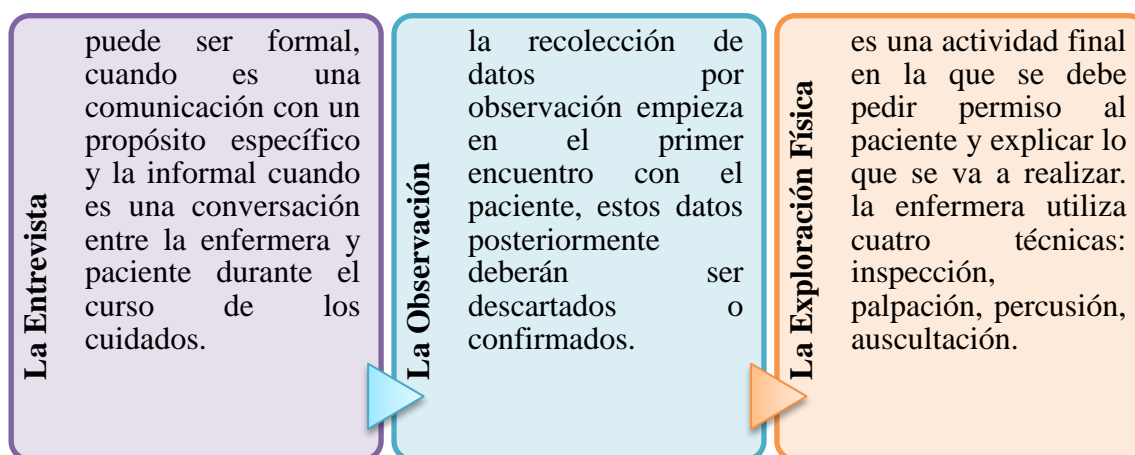 La Entrevista
puede ser formal,
cuando es una
comunicación con un
propósito específico
y la informal cuando
es una conversación
entre la enfermera y
paciente durante el
curso de los
cuidados.
La Observación
la recolección de
datos por
observación empieza
en el primer
encuentro con el
paciente, estos datos
posteriormente
deberán ser
descartados o
confirmados.
La Exploración Física
es una actividad final
en la que se debe
pedir permiso al
paciente y explicar lo
que se va a realizar.
la enfermera utiliza
cuatro técnicas:
inspección,
palpación, percusión,
auscultación.